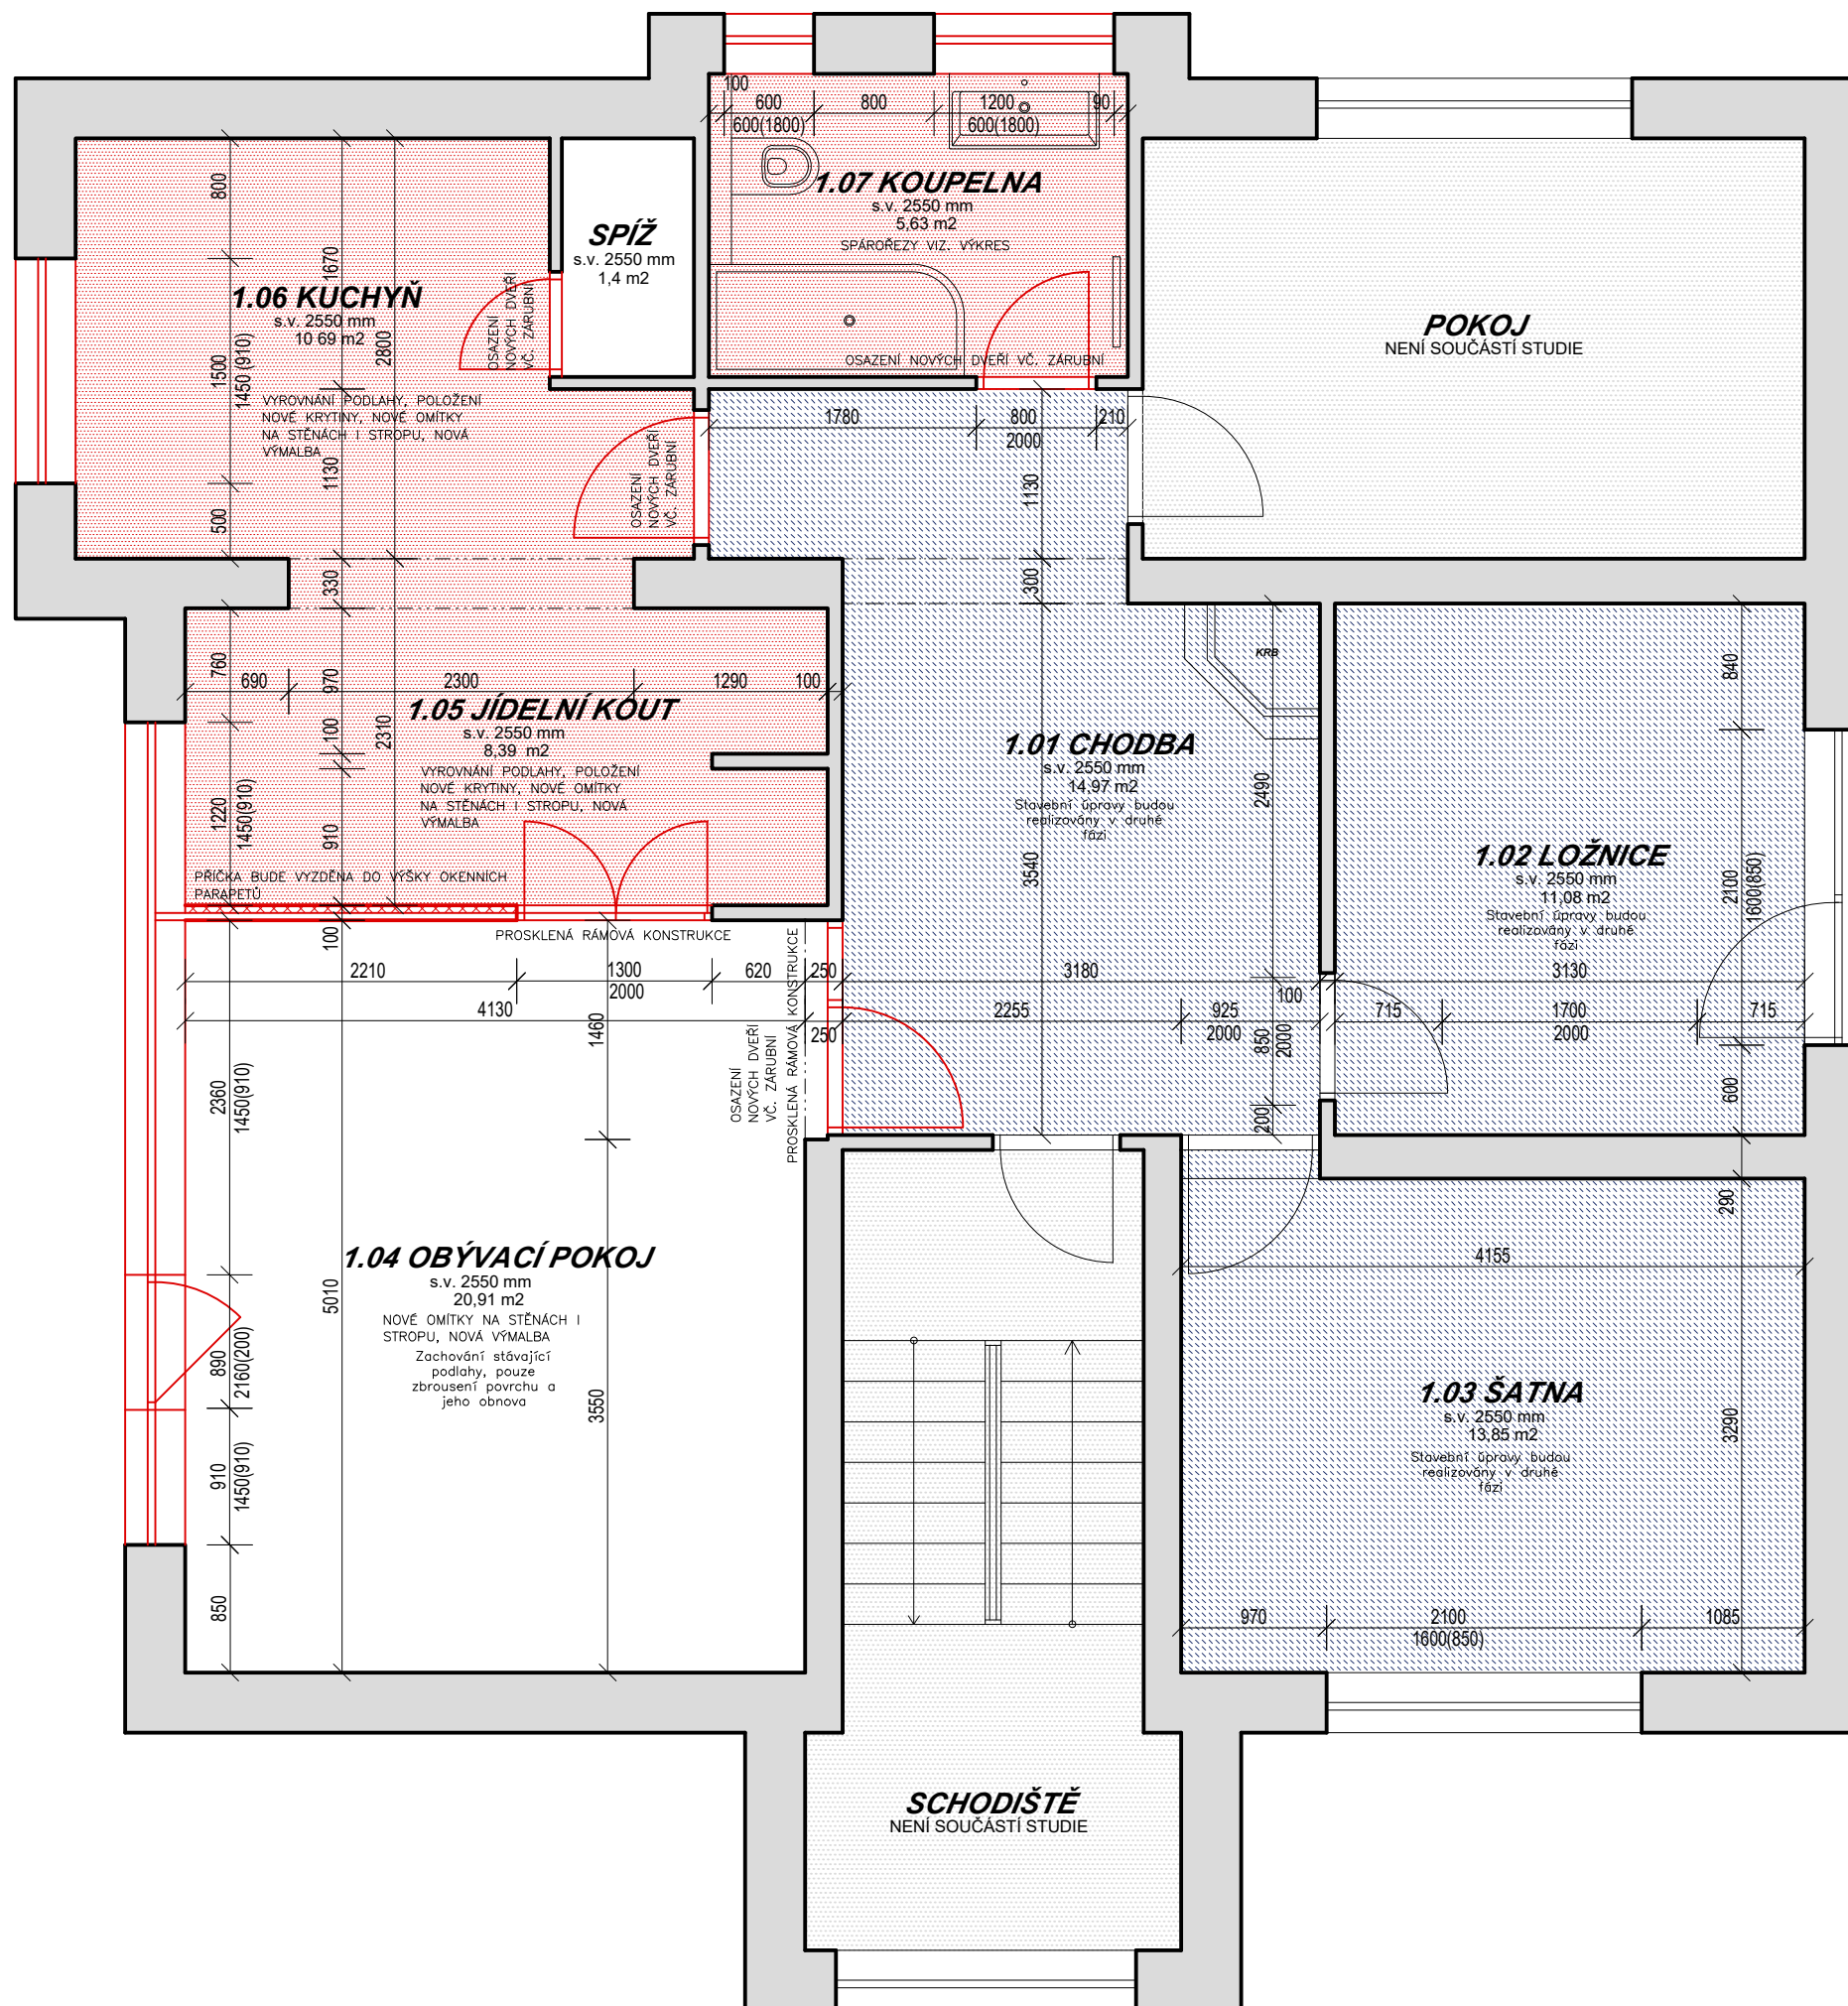 100
600
800
1200
90
600(1800)
600(1800)
1.07 KOUPELNA
s.v. 2550 mm
5,63 m2
SPÁROŘEZY VIZ. VÝKRES
OSAZENÍ NOVÝCH DVEŘÍ VČ. ZÁRUBNÍ
SPÍŽ
s.v. 2550 mm
1,4 m2
800
1670
1.06 KUCHYŇ
s.v. 2550 mm
10 69 m2
OSAZENÍ
NOVÝCH DVEŘÍ
VČ. ZÁRUBNÍ
1500
1450 (910)
2800
VYROVNÁNÍ PODLAHY, POLOŽENÍ
NOVÉ KRYTINY, NOVÉ OMÍTKY
NA STĚNÁCH I STROPU, NOVÁ
VÝMALBA
1130
500
OSAZENÍ
NOVÝCH DVEŘÍ
VČ. ZÁRUBNÍ
POKOJ
NENÍ SOUČÁSTÍ STUDIE
1780
800
210
2000
1130
330
300
760
690
2300
1290
100
970
1.05 JÍDELNÍ KOUT
s.v. 2550 mm
8,39 m2
100
2310
VYROVNÁNÍ PODLAHY, POLOŽENÍ
NOVÉ KRYTINY, NOVÉ OMÍTKY
NA STĚNÁCH I STROPU, NOVÁ
VÝMALBA
1220
1450(910)
910
PŘÍČKA BUDE VYZDĚNA DO VÝŠKY OKENNÍCH
PARAPETŮ
KRB
1.01 CHODBA
s.v. 2550 mm
14,97 m2
Stavební úpravy budou
realizovány v druhé
fázi
2490
3540
840
1.02 LOŽNICE
s.v. 2550 mm
11,08 m2
Stavební úpravy budou
realizovány v druhé
fázi
2100
1600(850)
100
PROSKLENÁ RÁMOVÁ KONSTRUKCE
2210
1300
620
250
3180
3130
2000
100
4130
250
2255
925
715
1700
715
2000
2000
1460
OSAZENÍ
NOVÝCH DVEŘÍ
VČ. ZÁRUBNÍ
PROSKLENÁ RÁMOVÁ KONSTRUKCE
850
2000
200
600
290
2360
1450(910)
1.04 OBÝVACÍ POKOJ
s.v. 2550 mm
20,91 m2
NOVÉ OMÍTKY NA STĚNÁCH I
STROPU, NOVÁ VÝMALBA
Zachování stávající
podlahy, pouze
zbroušení povrchu a
jeho obnova
5010
3550
890
2160(200)
910
1450(910)
850
4155
1.03 ŠATNA
s.v. 2550 mm
13,85 m2
Stavební úpravy budou
realizovány v druhé
fázi
3290
970
2100
1085
1600(850)
SCHODIŠTĚ
NENÍ SOUČÁSTÍ STUDIE